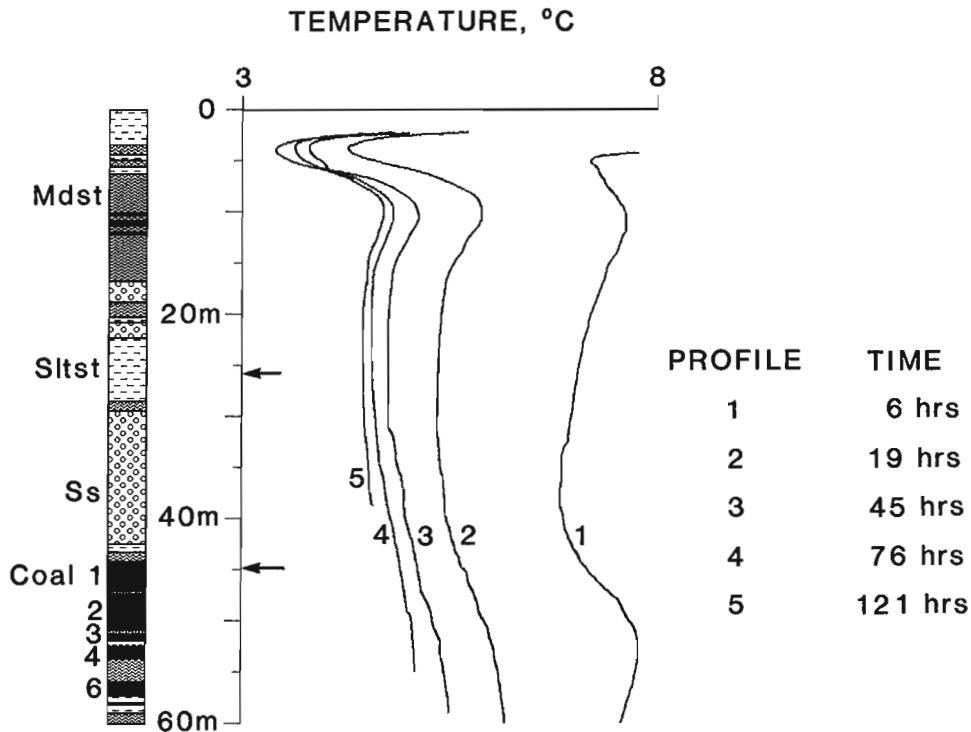 TEMPERATURE, ºC
3 8
0
Mdst
20m
Sltst
PROFILE TIME
1 6 hrs
2 19 hrs
3 45 hrs
4 76 hrs
5 121 hrs
5
Ss
40m
4 3 2 1
Coal 1
2
3
4
6
60m